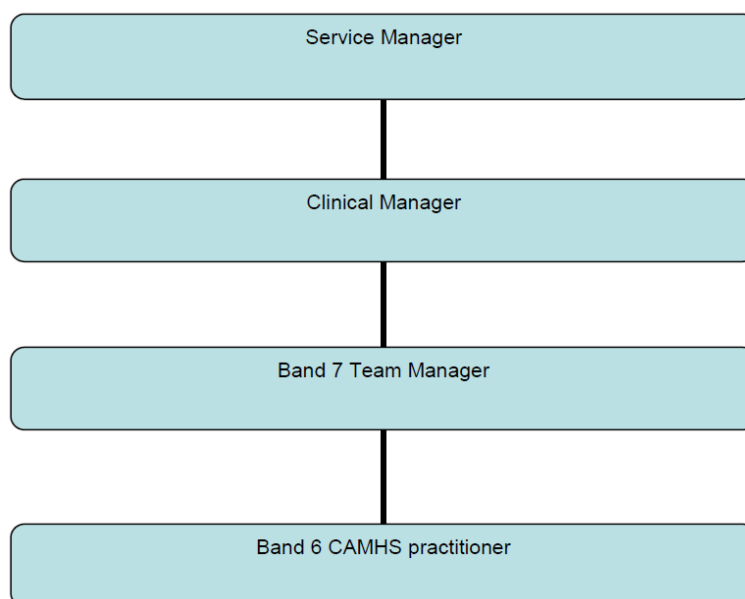 Service Manager
Clinical Manager
Band 7 Team Manager
Band 6 CAMHS practitioner